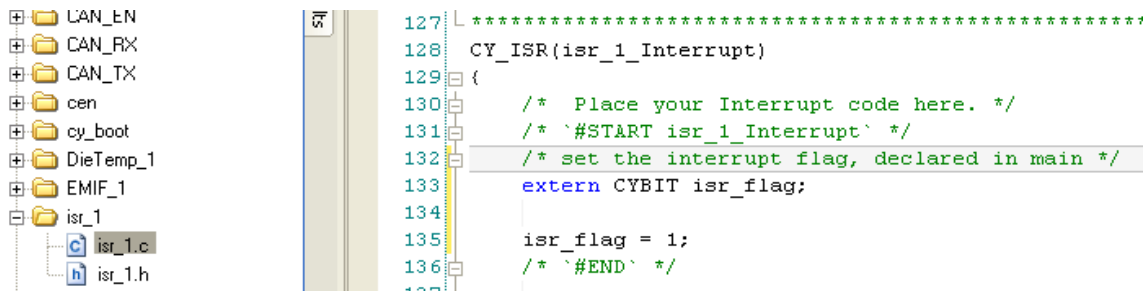 CAN_EN
CAN_RX
CAN_TX
cen
cy_boot
DieTemp_1
EMIF_1
isr_1
isr_1.c
isr_1.h
127 ****************************************************
128 CY_ISR(isr_1_Interrupt)
129 {
130 /*  Place your Interrupt code here. */
131 /* `#START isr_1_Interrupt` */
132 /* set the interrupt flag, declared in main */
133 extern CYBIT isr_flag;
134
135 isr_flag = 1;
136 /* `#END` */